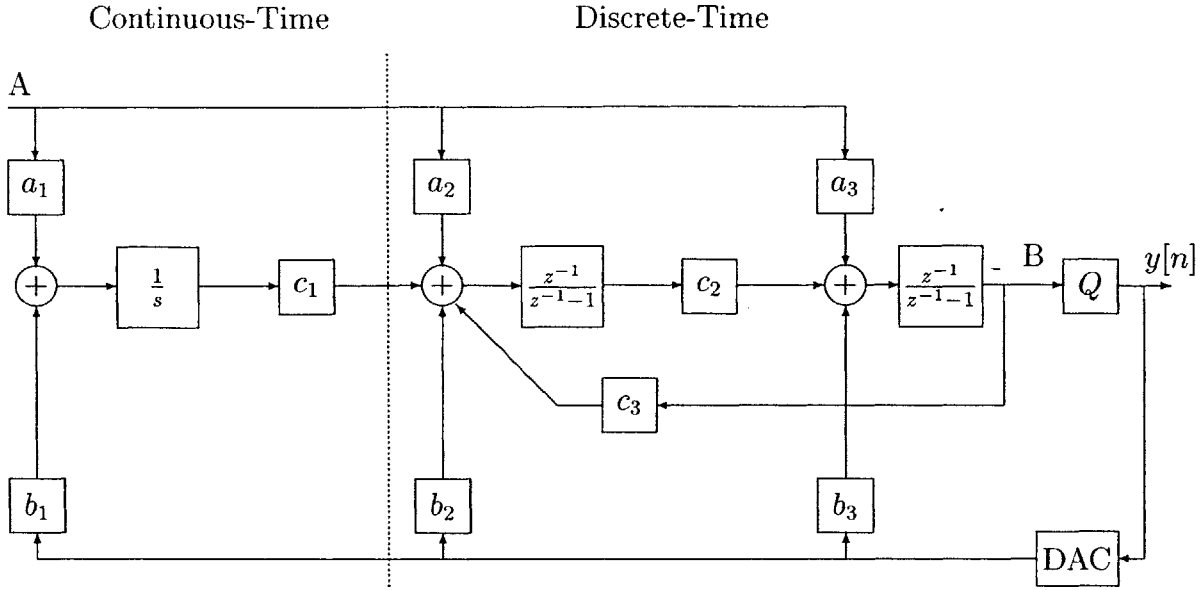 Continuous-Time Discrete-Time
A
a₁ a₂ a₃
+ 1/s c₁ + z⁻¹/z⁻¹−1 c₂ + z⁻¹/z⁻¹−1 B Q y[n]
c₃
b₁ b₂ b₃
DAC